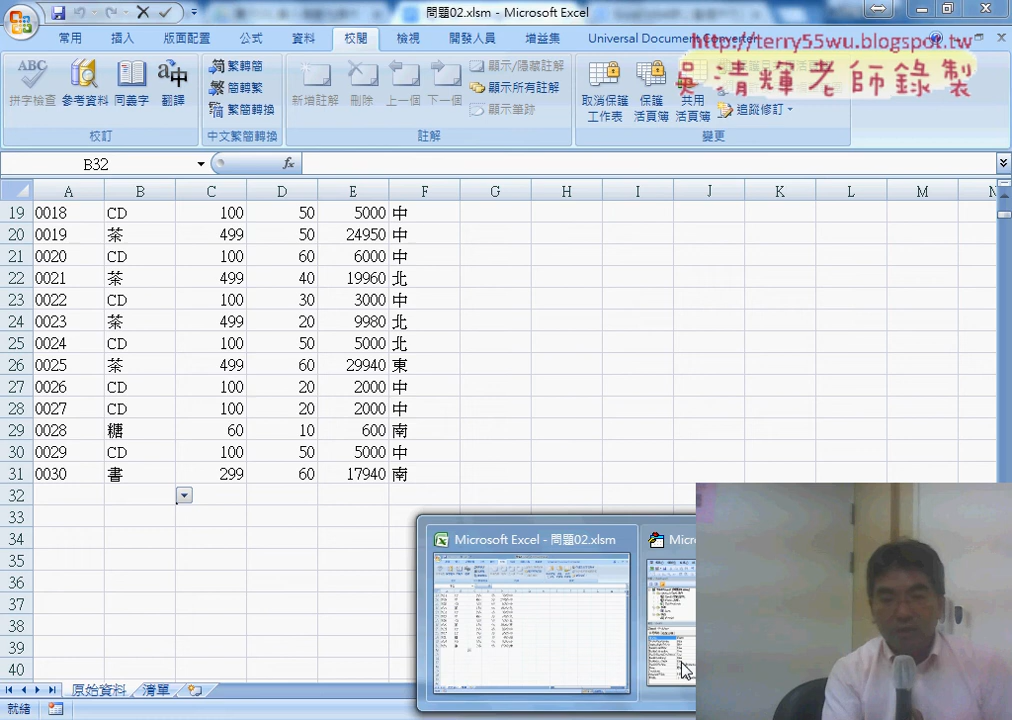 問題02.xlsm - Microsoft Excel
常用 插入 版面配置 公式 資料 校閱 檢視 開發人員 增益集 Universal Document Converter
http://terry55wu.blogspot.tw
吳清輝老師錄製
拼字檢查 參考資料 同義字 翻譯
校訂
繁轉簡
簡轉繁
繁簡轉換
中文繁簡轉換
新增註解 刪除 上一個 下一個
顯示/隱藏註解
顯示所有註解
顯示筆跡
註解
取消保護工作表 保護活頁簿 共用活頁簿
追蹤修訂
變更
B32 fx
A B C D E F G H I J K L M N
19 0018 CD 100 50 5000 中
20 0019 茶 499 50 24950 中
21 0020 CD 100 60 6000 中
22 0021 茶 499 40 19960 北
23 0022 CD 100 30 3000 中
24 0023 茶 499 20 9980 北
25 0024 CD 100 50 5000 北
26 0025 茶 499 60 29940 東
27 0026 CD 100 20 2000 中
28 0027 CD 100 20 2000 中
29 0028 糖 60 10 600 南
30 0029 CD 100 50 5000 中
31 0030 書 299 60 17940 南
32
33
34
35
36
37
38
39
40
Microsoft Excel - 問題02.xlsm
Micro
原始資料 清單
就緒